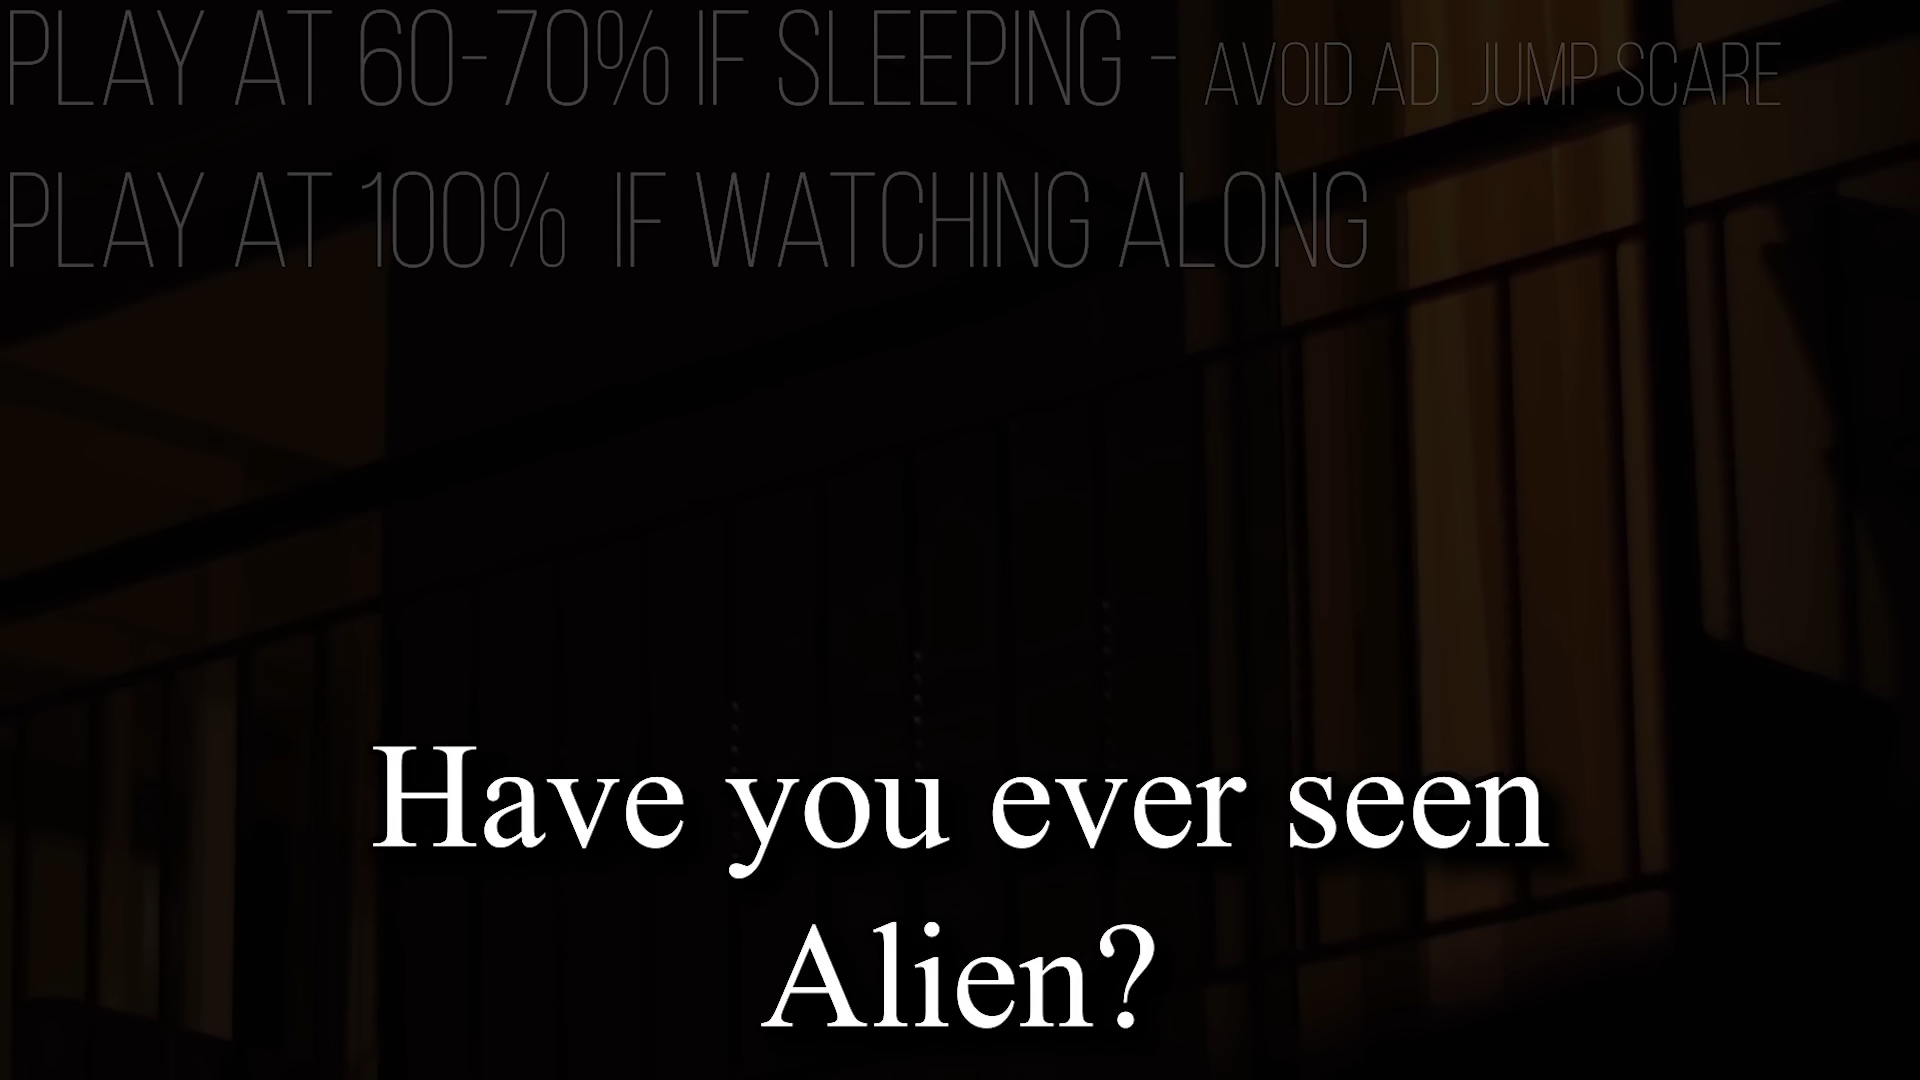 PLAY AT 60-70% IF SLEEPING - AVOID AD JUMP SCARE
PLAY AT 100% IF WATCHING ALONG
Have you ever seen
Alien?